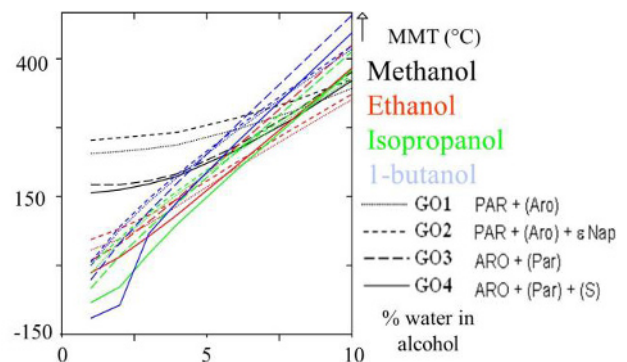 400
150
-150
0
5
10
MMT (°C)
Methanol
Ethanol
Isopropanol
1-butanol
GO1 PAR + (Aro)
GO2 PAR + (Aro) + ε Nap
GO3 ARO + (Par)
GO4 ARO + (Par) + (S)
% water in
alcohol